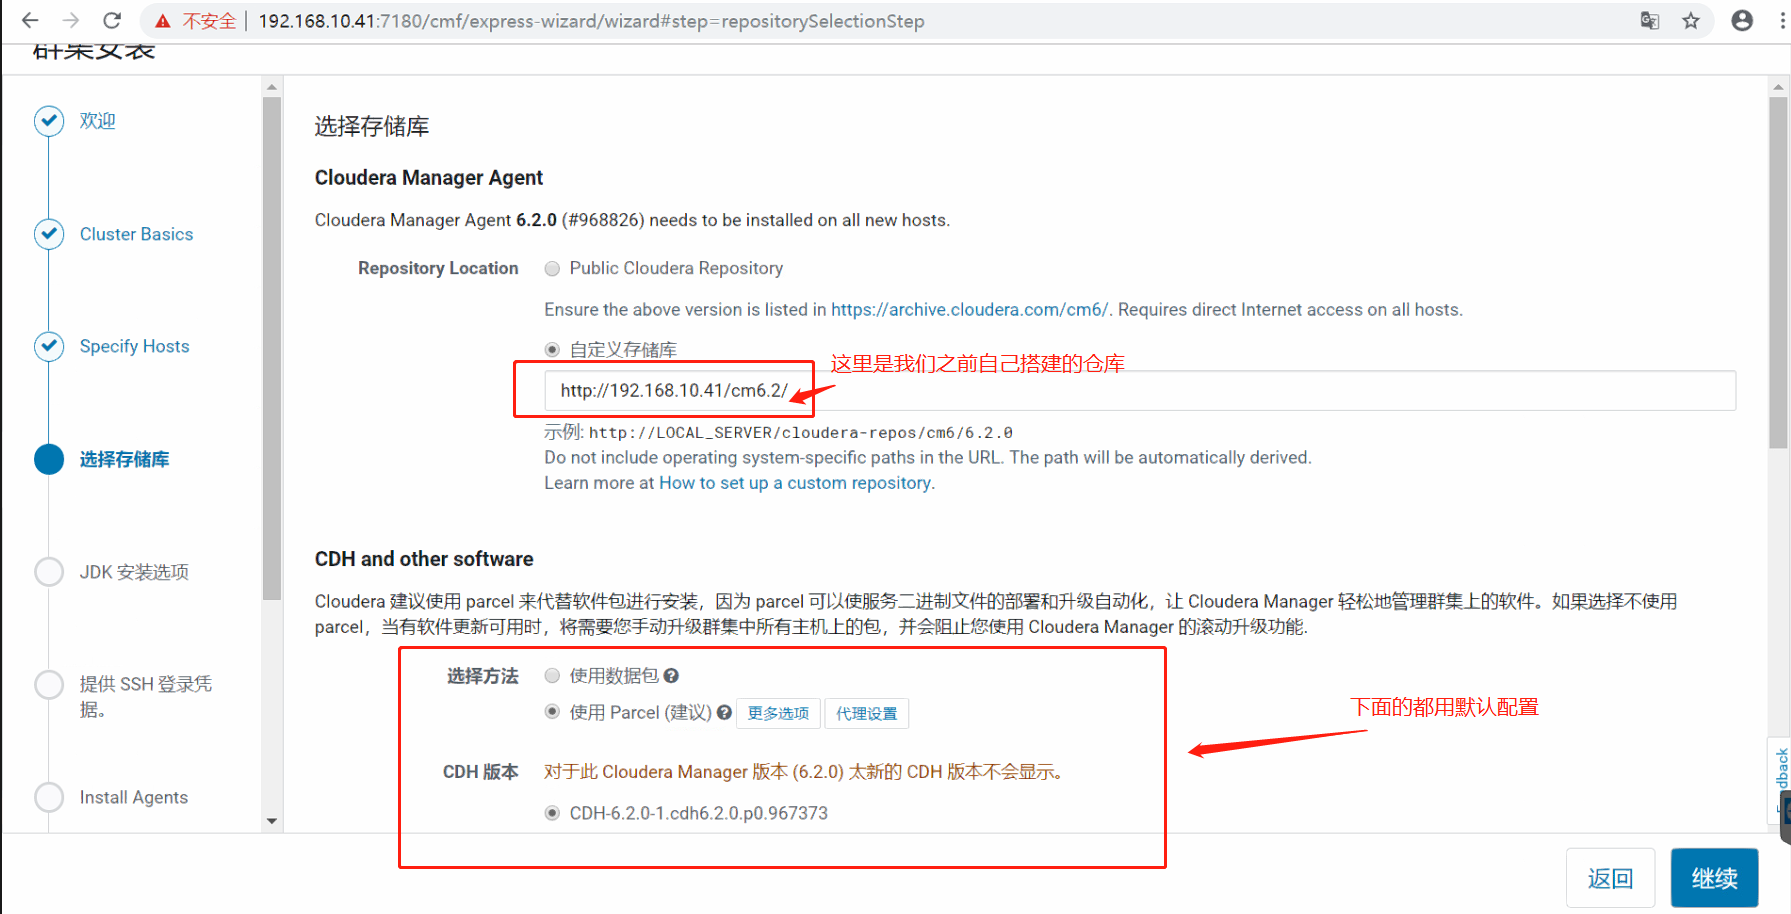 不安全 192.168.10.41:7180/cmf/express-wizard/wizard#step=repositorySelectionStep
群集安装
欢迎
Cluster Basics
Specify Hosts
选择存储库
JDK 安装选项
提供 SSH 登录凭
据。
Install Agents
选择存储库
Cloudera Manager Agent
Cloudera Manager Agent 6.2.0 (#968826) needs to be installed on all new hosts.
Repository Location
Public Cloudera Repository
Ensure the above version is listed in https://archive.cloudera.com/cm6/. Requires direct Internet access on all hosts.
自定义存储库
这里是我们之前自己搭建的仓库
http://192.168.10.41/cm6.2/
示例: http://LOCAL_SERVER/cloudera-repos/cm6/6.2.0
Do not include operating system-specific paths in the URL. The path will be automatically derived.
Learn more at How to set up a custom repository.
CDH and other software
Cloudera 建议使用 parcel 来代替软件包进行安装，因为 parcel 可以使服务二进制文件的部署和升级自动化，让 Cloudera Manager 轻松地管理群集上的软件。如果选择不使用
parcel，当有软件更新可用时，将需要您手动升级群集中所有主机上的包，并会阻止您使用 Cloudera Manager 的滚动升级功能.
选择方法
使用数据包
使用 Parcel (建议) 更多选项 代理设置
下面的都用默认配置
CDH 版本
对于此 Cloudera Manager 版本 (6.2.0) 太新的 CDH 版本不会显示。
CDH-6.2.0-1.cdh6.2.0.p0.967373
dback
返回
继续